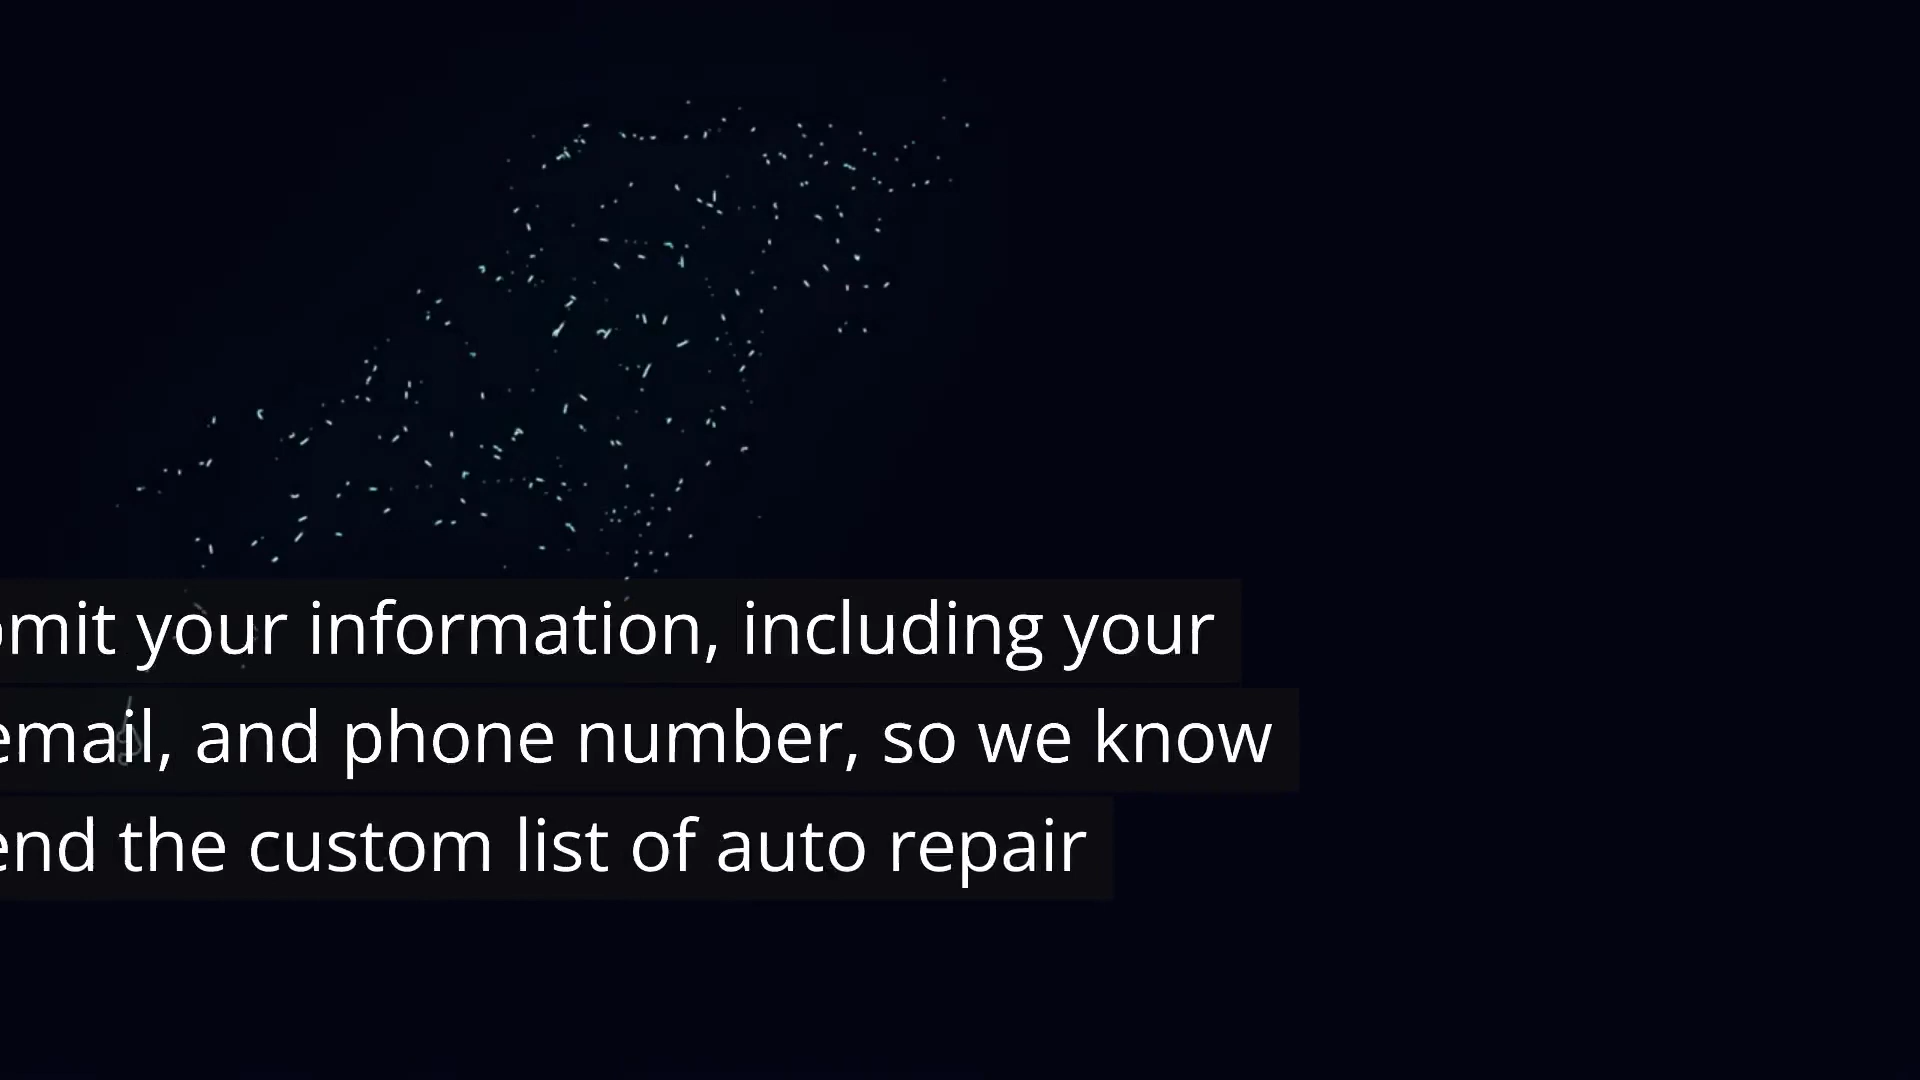 mit your information, including your
email, and phone number, so we know
end the custom list of auto repair